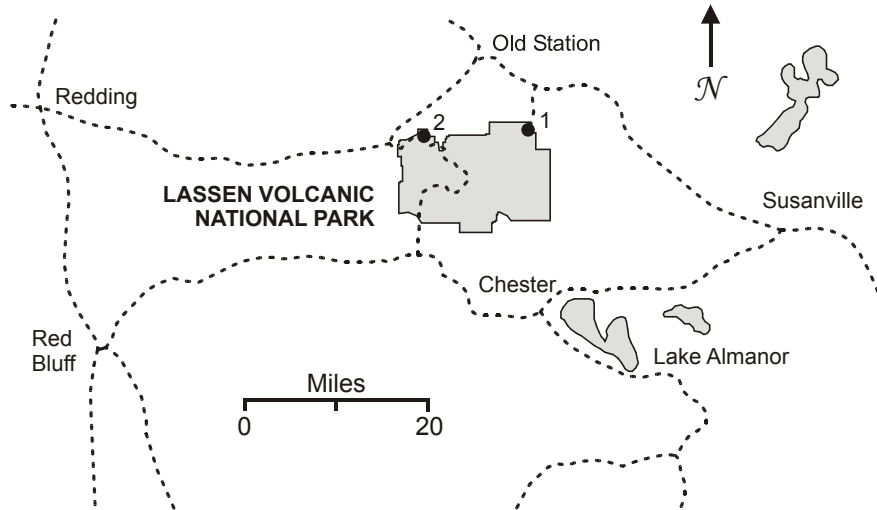 Old Station
N
Redding
2
1
LASSEN VOLCANIC
NATIONAL PARK
Susanville
Chester
Red
Bluff
Lake Almanor
Miles
0 20